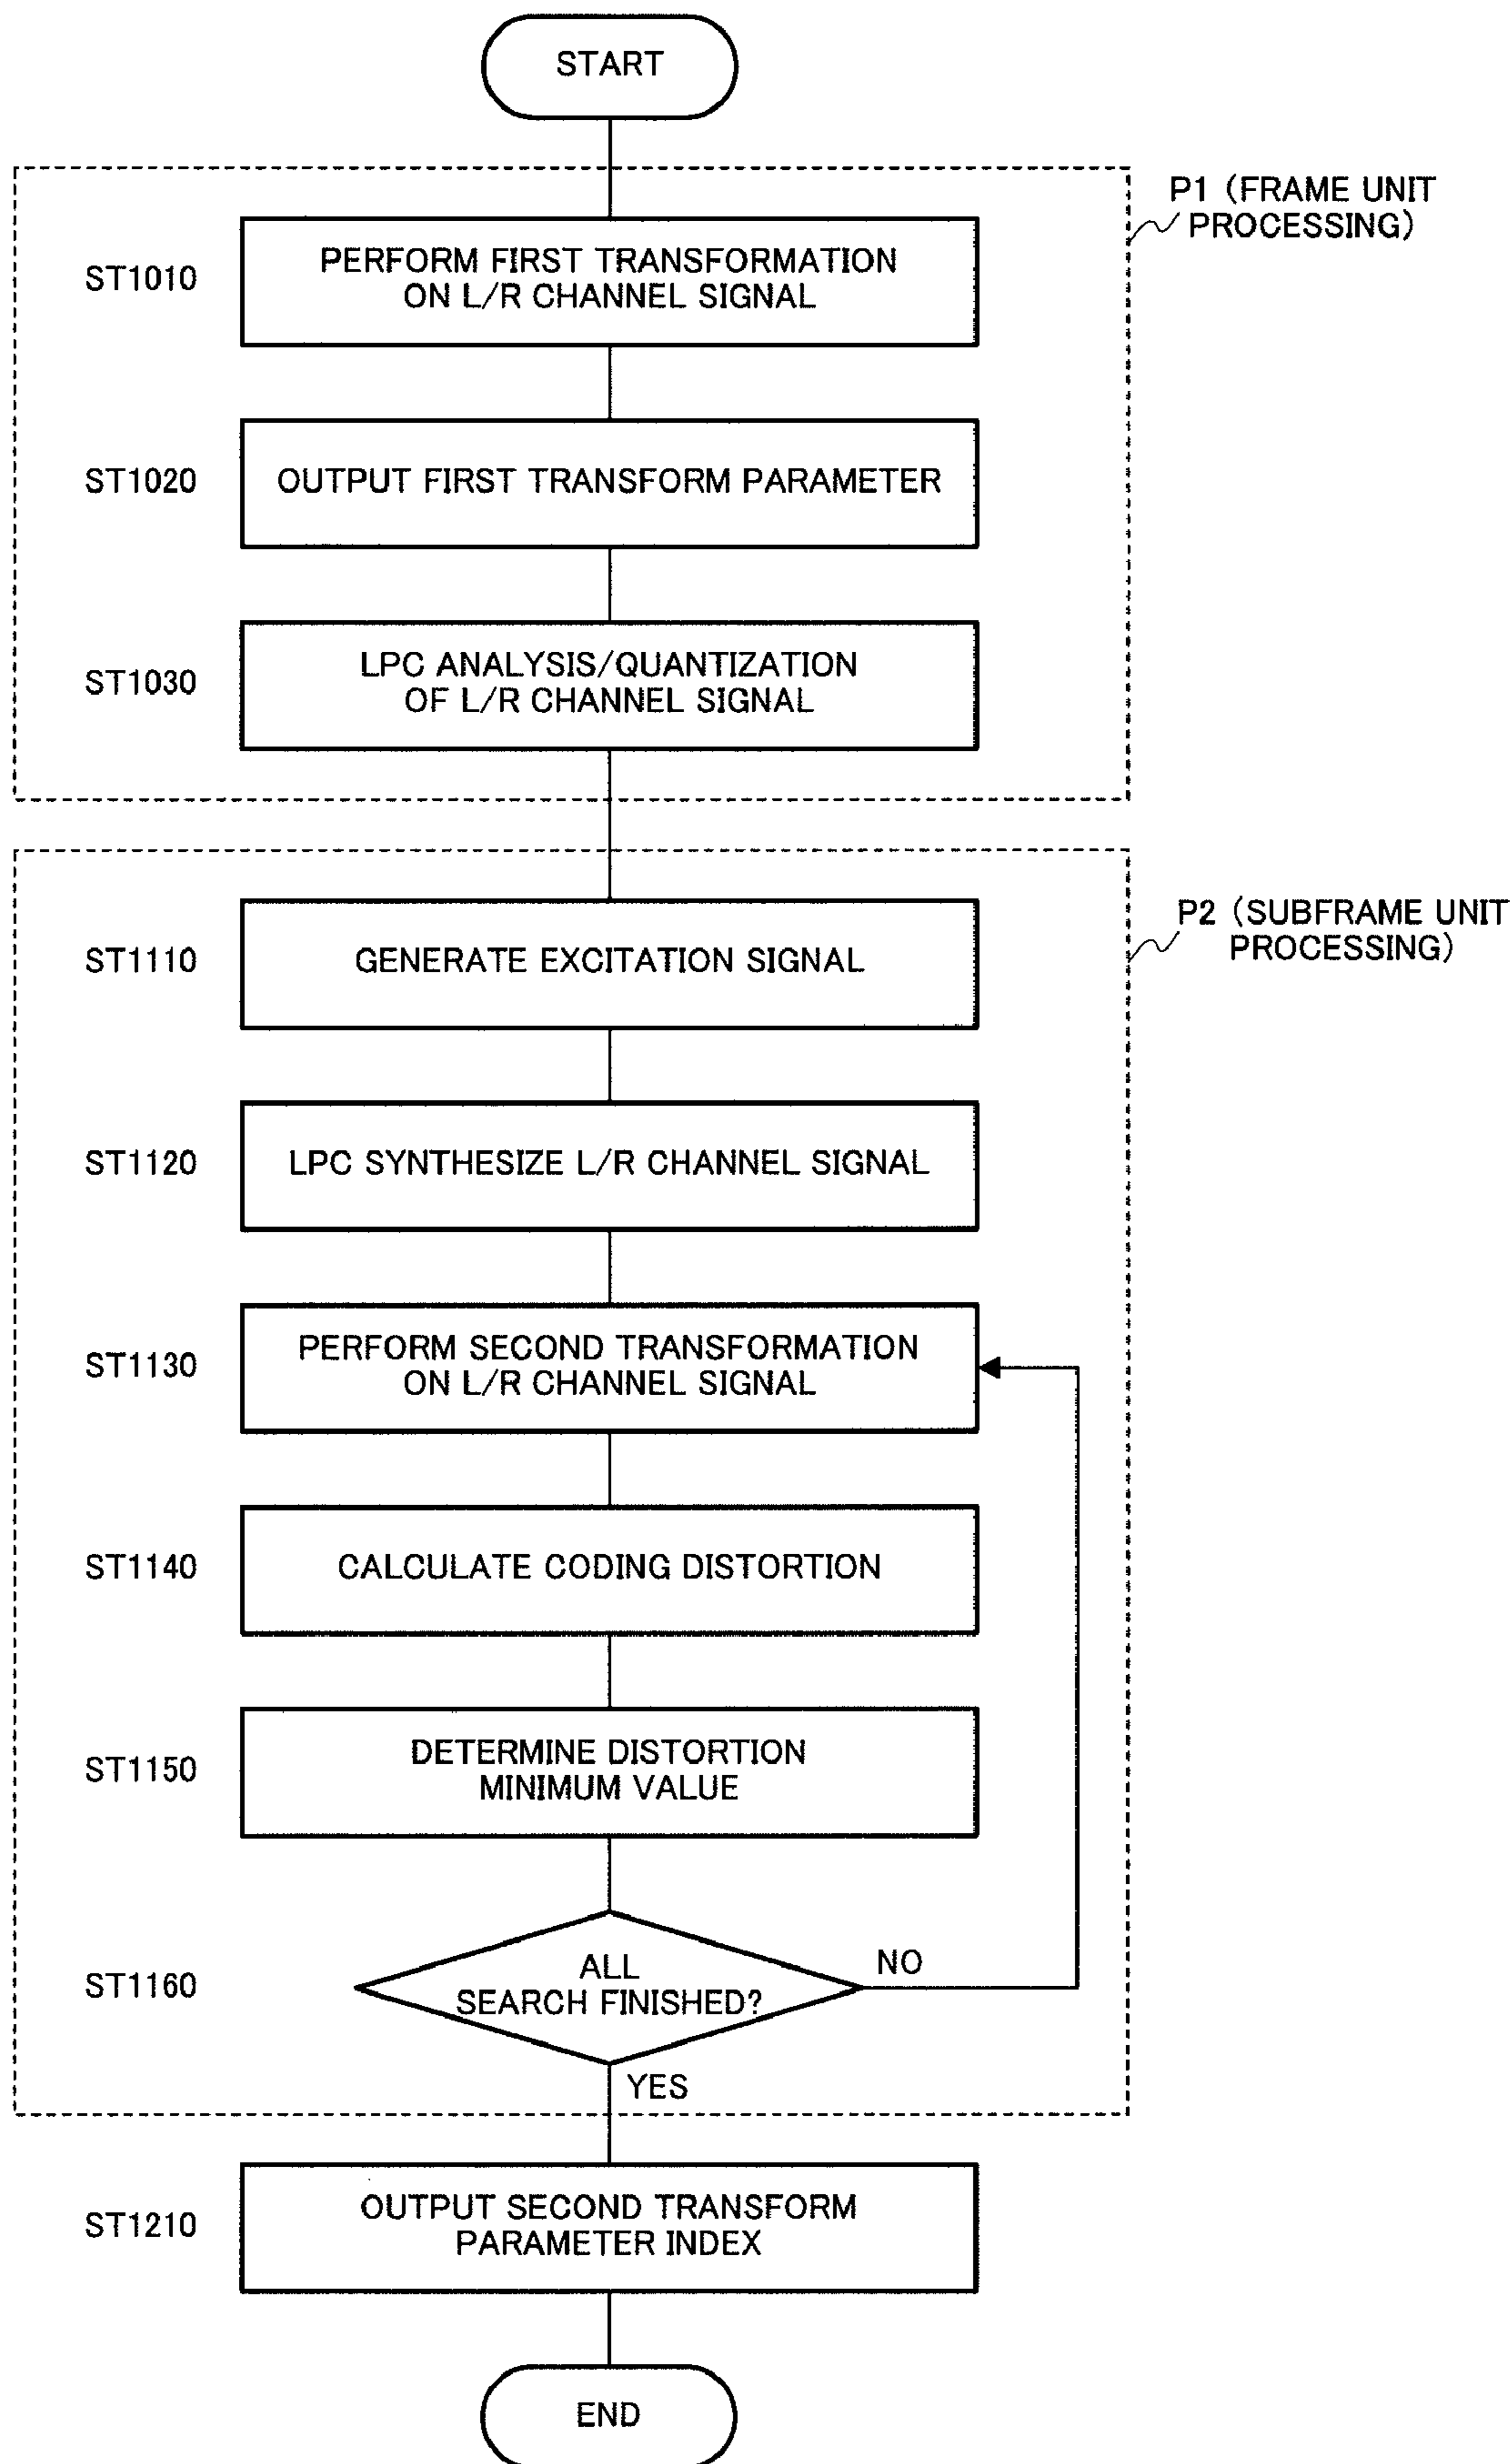 START
P1 (FRAME UNIT
PROCESSING)
ST1010
PERFORM FIRST TRANSFORMATION
ON L/R CHANNEL SIGNAL
ST1020
OUTPUT FIRST TRANSFORM PARAMETER
ST1030
LPC ANALYSIS/QUANTIZATION
OF L/R CHANNEL SIGNAL
P2 (SUBFRAME UNIT
PROCESSING)
ST1110
GENERATE EXCITATION SIGNAL
ST1120
LPC SYNTHESIZE L/R CHANNEL SIGNAL
ST1130
PERFORM SECOND TRANSFORMATION
ON L/R CHANNEL SIGNAL
ST1140
CALCULATE CODING DISTORTION
ST1150
DETERMINE DISTORTION
MINIMUM VALUE
ST1160
ALL
SEARCH FINISHED?
NO
YES
ST1210
OUTPUT SECOND TRANSFORM
PARAMETER INDEX
END